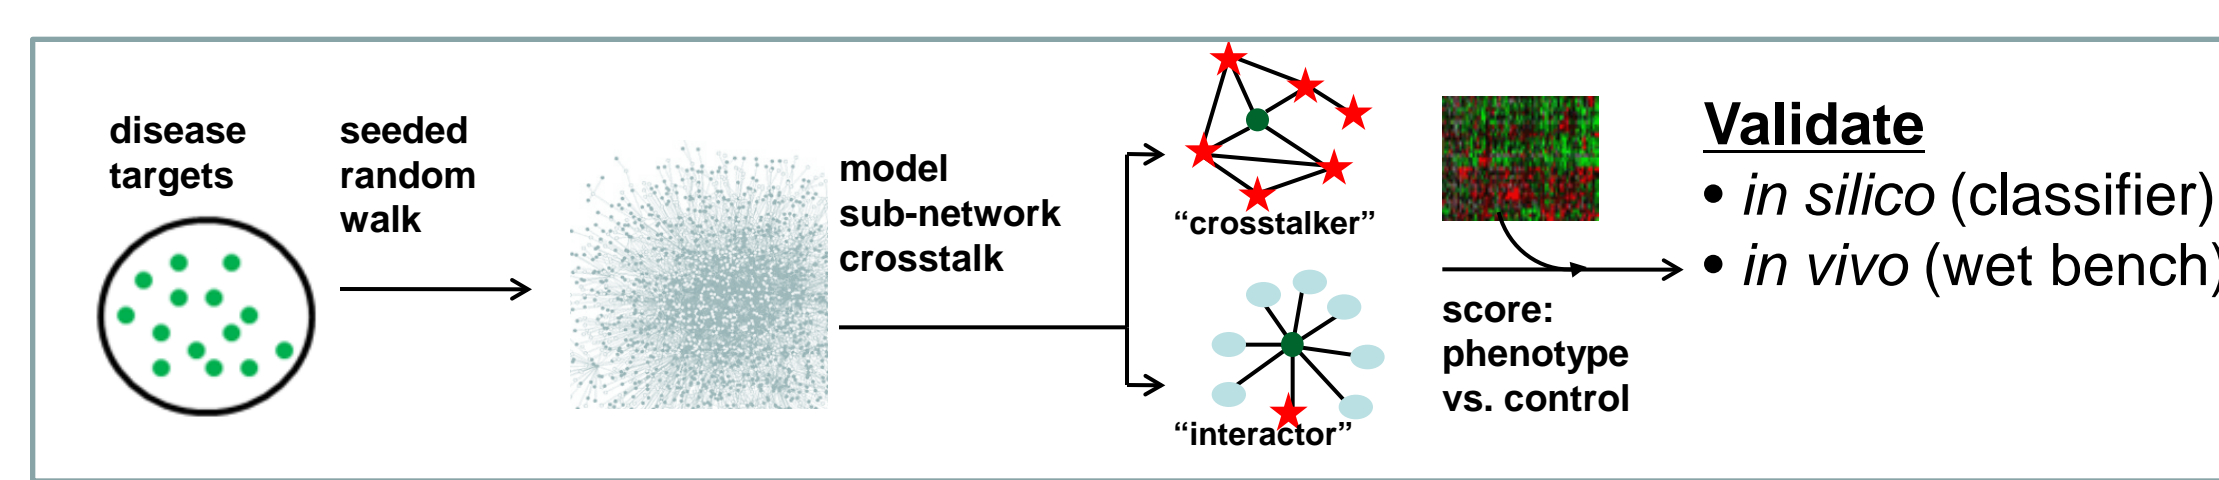 disease
targets
seeded
random
walk
model
sub-network
crosstalk
“crosstalker”
“interactor”
score:
phenotype
vs. control
Validate
• in silico (classifier)
• in vivo (wet bench)